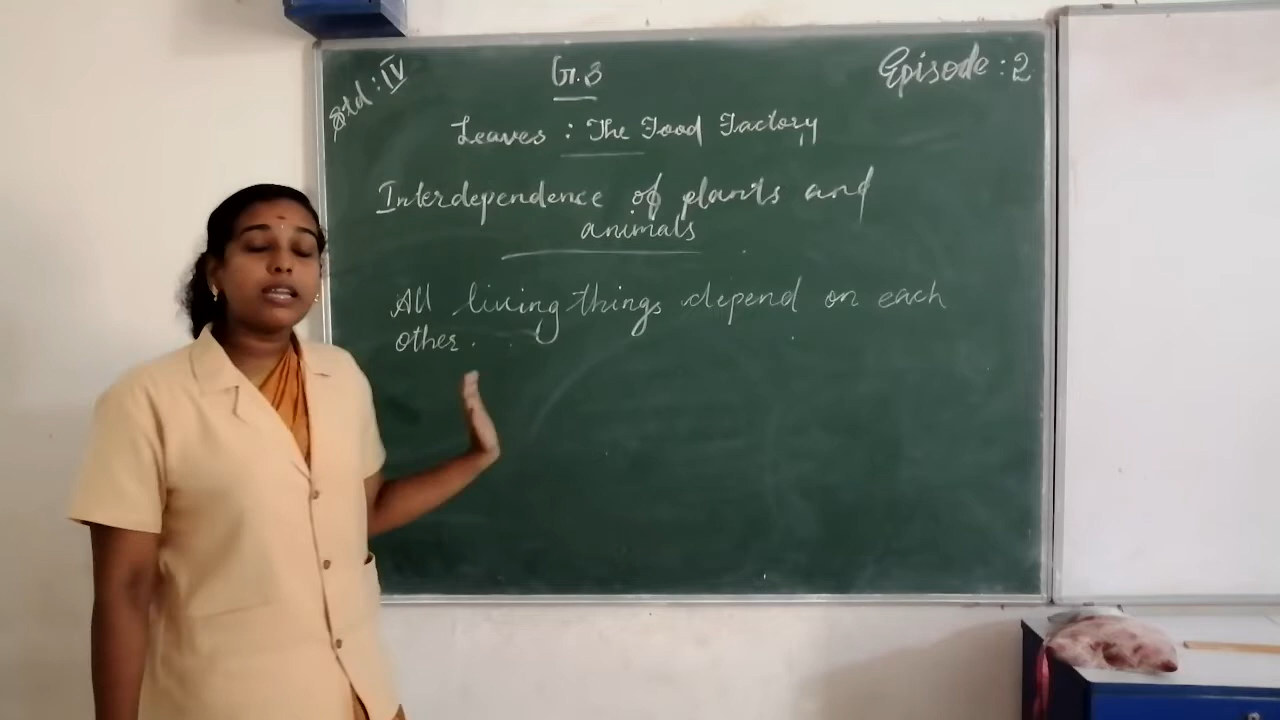 Std : IV
G.3
Episode : 2
Leaves : The Food Factory
Interdependence of plants and
animals
All living things depend on each
other.